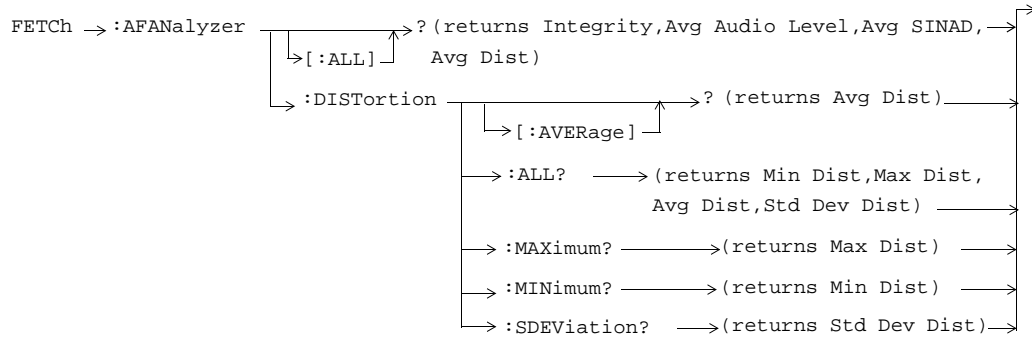 FETCh :AFANalyzer ? (returns Integrity,Avg Audio Level,Avg SINAD,
[:ALL] Avg Dist)
:DISTortion ? (returns Avg Dist)
[:AVERage]
:ALL? (returns Min Dist,Max Dist,
Avg Dist,Std Dev Dist)
:MAXimum? (returns Max Dist)
:MINimum? (returns Min Dist)
:SDEViation? (returns Std Dev Dist)